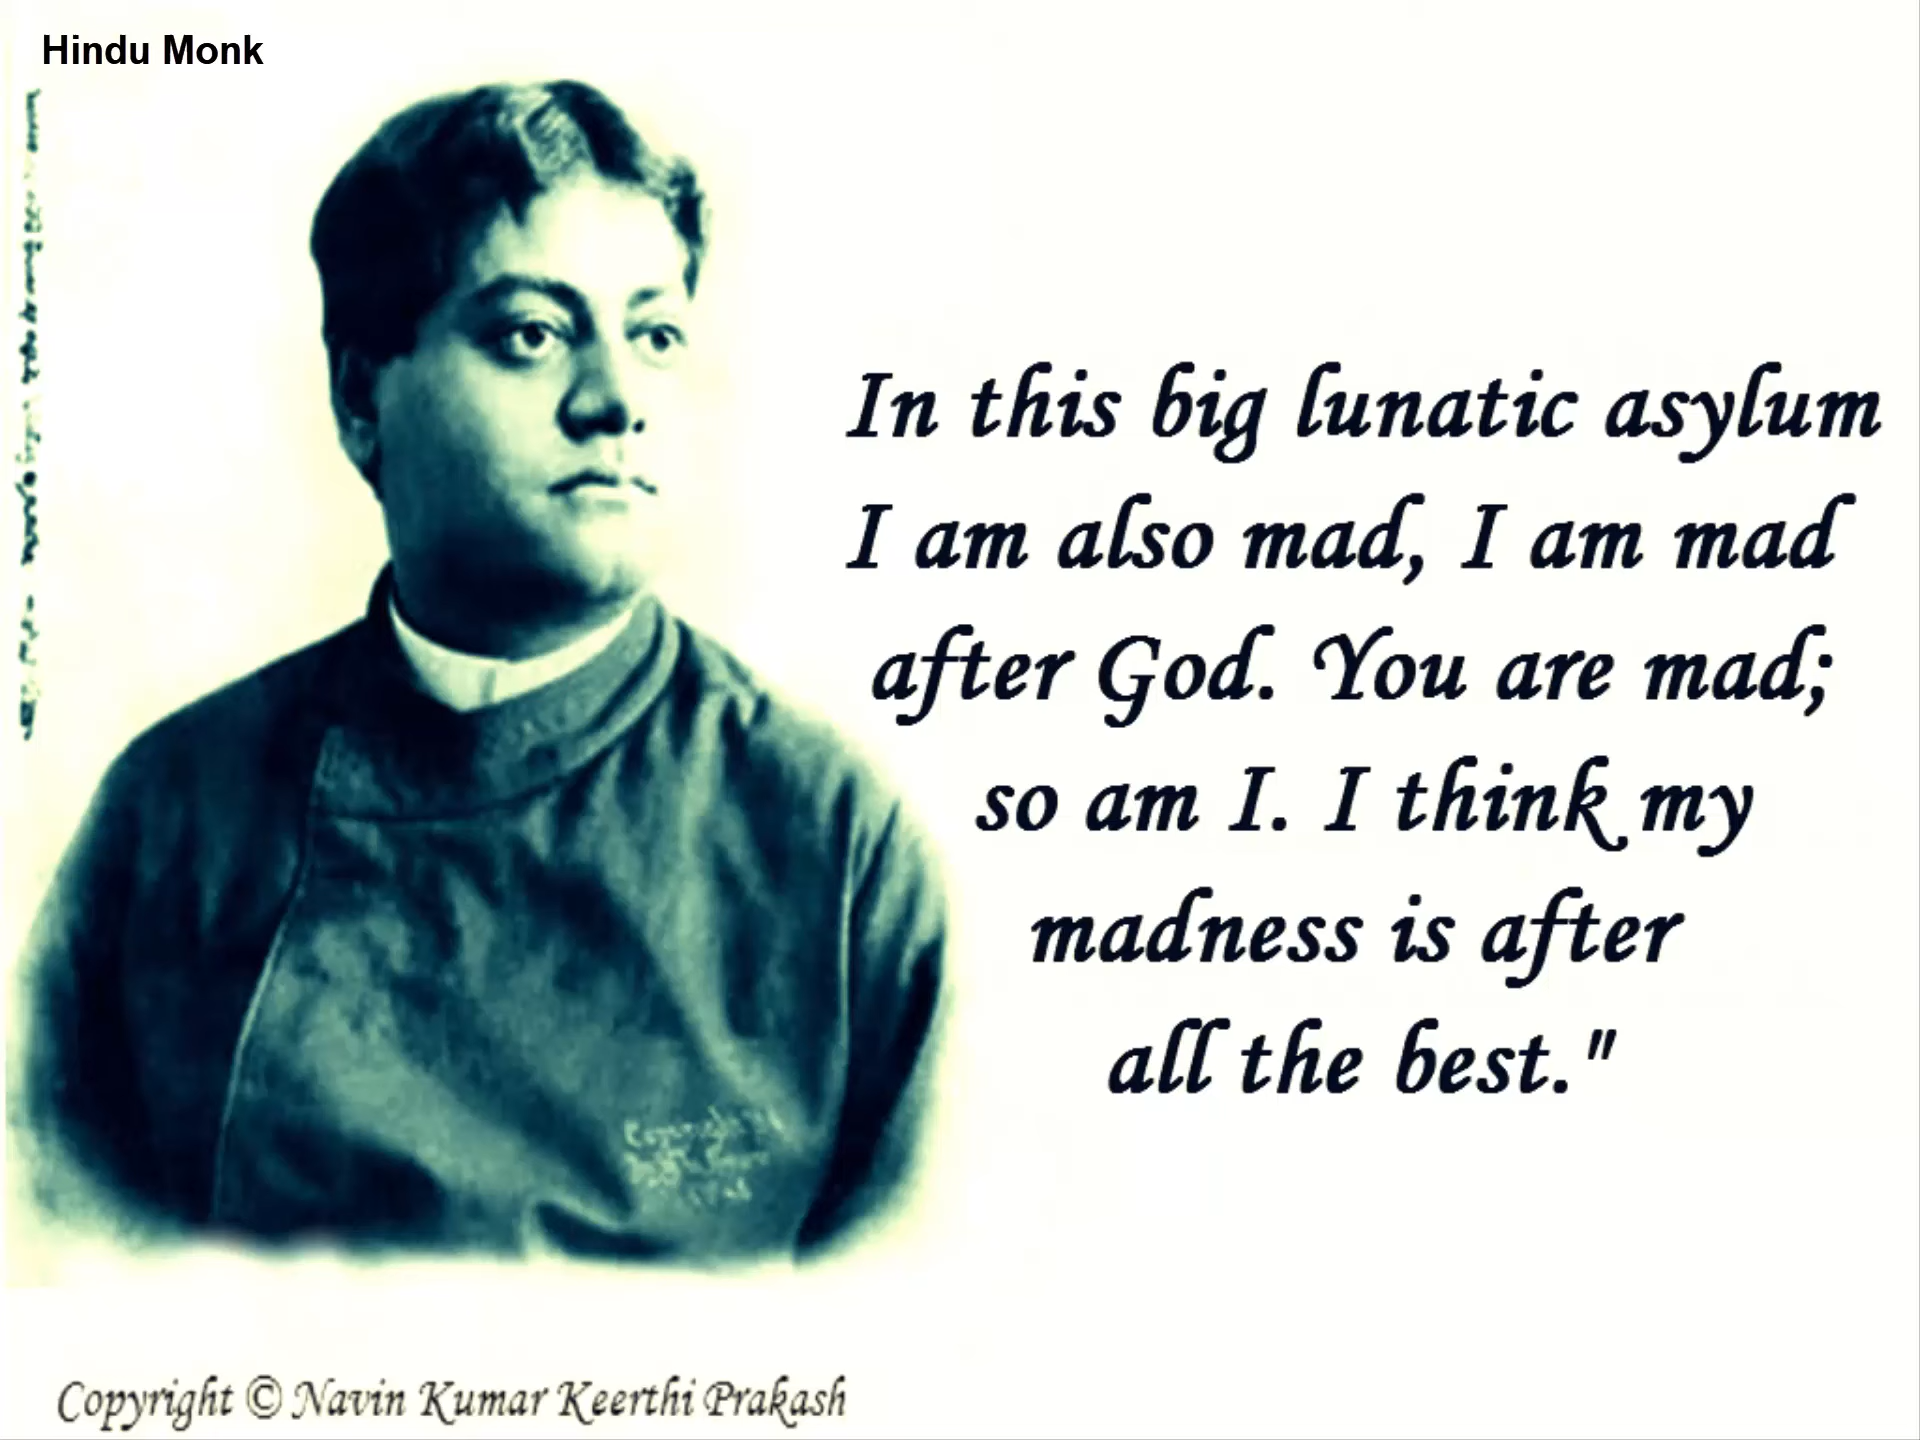 Hindu Monk
In this big lunatic asylum
I am also mad, I am mad
after God. You are mad;
so am I. I think my
madness is after
all the best."
Copyright © Navin Kumar Keerthi Prakash